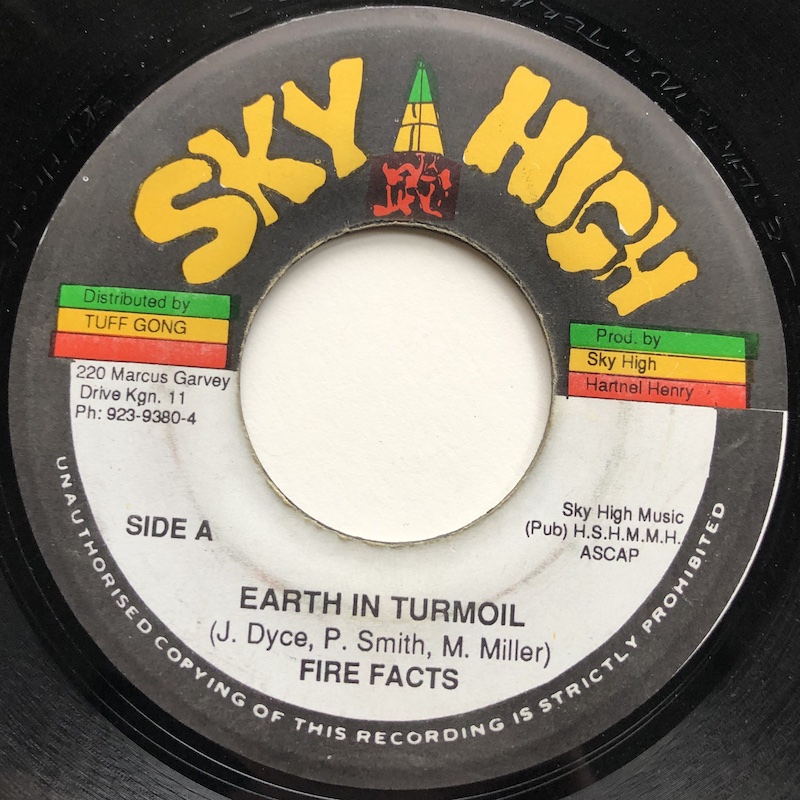 SKY HIGH
Distributed by
TUFF GONG
220 Marcus Garvey
Drive Kgn. 11
Ph: 923-9380-4
Prod. by
Sky High
Hartnel Henry
SIDE A
Sky High Music
(Pub) H.S.H.M.M.H.
ASCAP
EARTH IN TURMOIL
(J. Dyce, P. Smith, M. Miller)
FIRE FACTS
UNAUTHORISED COPYING OF THIS RECORDING IS STRICTLY PROHIBITED